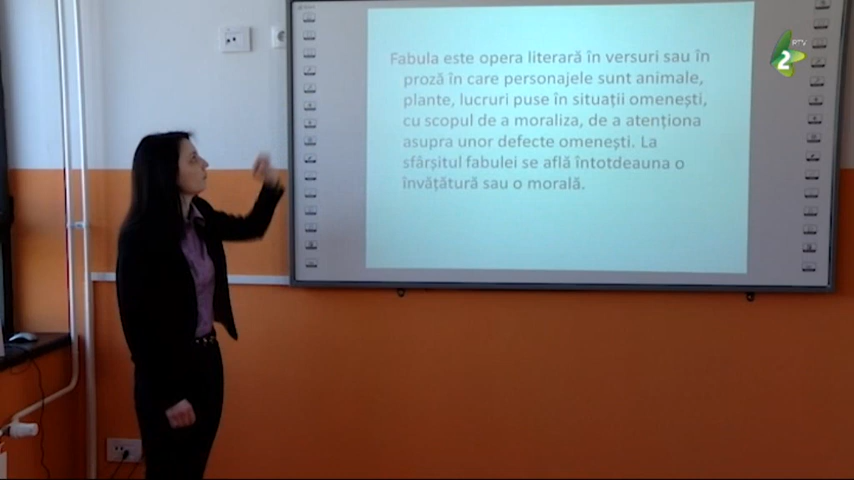 Fabula este opera literară în versuri sau în
proză în care personajele sunt animale,
plante, lucruri puse în situații omenești,
cu scopul de a moraliza, de a atenționa
asupra unor defecte omenești. La
sfârșitul fabulei se află întotdeauna o
învățătură sau o morală.
RTV
2